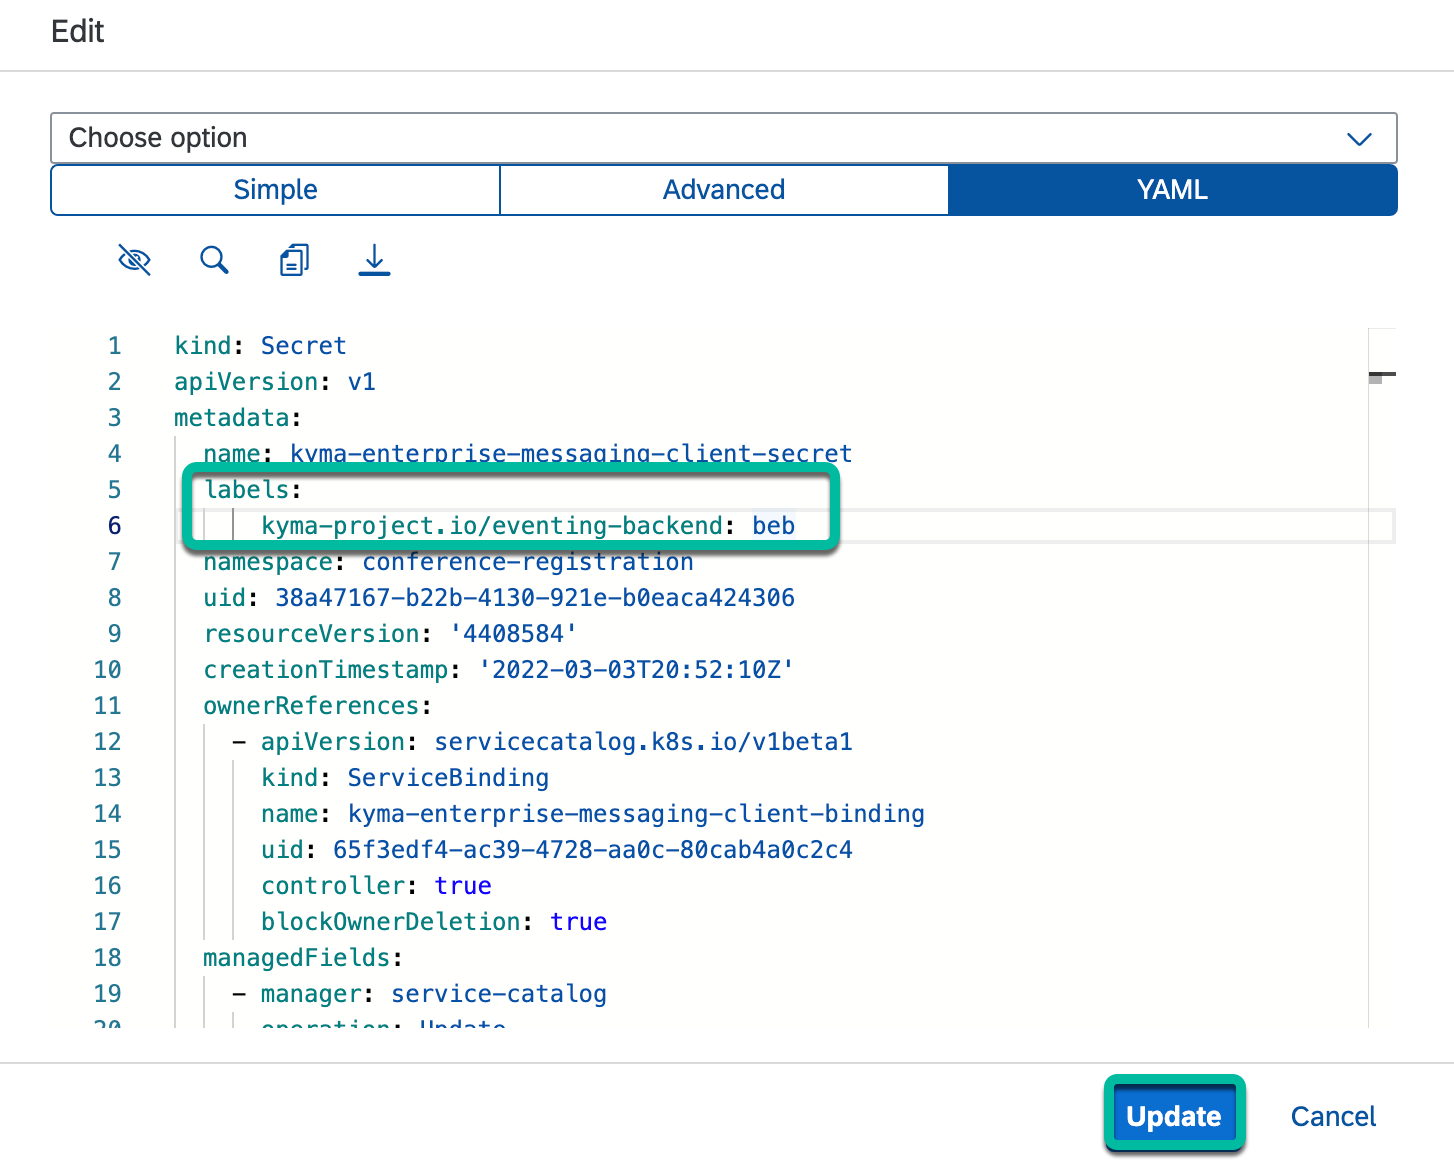 Edit
Choose option
Simple Advanced YAML
1 kind: Secret
2 apiVersion: v1
3 metadata:
4 name: kyma-enterprise-messaging-client-secret
5 labels:
6 kyma-project.io/eventing-backend: beb
7 namespace: conference-registration
8 uid: 38a47167-b22b-4130-921e-b0eaca424306
9 resourceVersion: '4408584'
10 creationTimestamp: '2022-03-03T20:52:10Z'
11 ownerReferences:
12 - apiVersion: servicecatalog.k8s.io/v1beta1
13 kind: ServiceBinding
14 name: kyma-enterprise-messaging-client-binding
15 uid: 65f3edf4-ac39-4728-aa0c-80cab4a0c2c4
16 controller: true
17 blockOwnerDeletion: true
18 managedFields:
19 - manager: service-catalog
20 operation: Update
Update Cancel